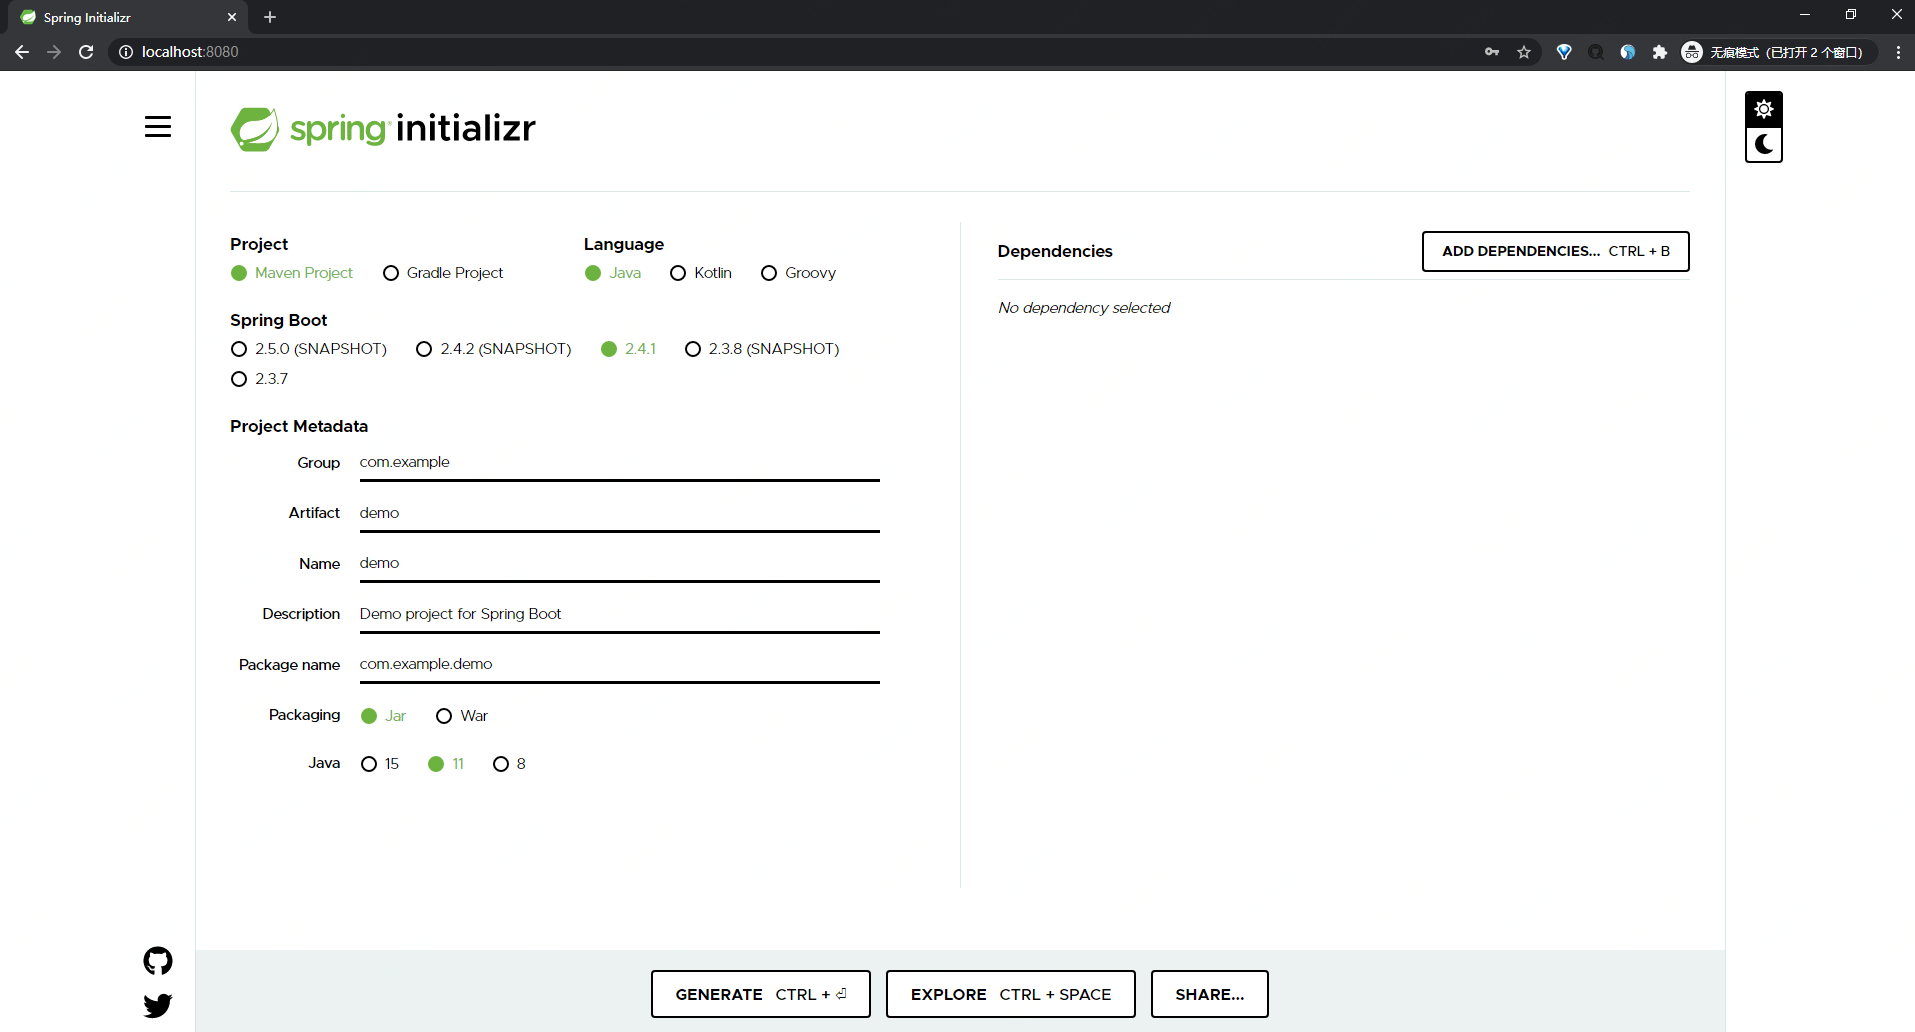 Spring Initializr
localhost:8080
无痕模式（已打开 2 个窗口）
spring initializr
Project
Maven Project Gradle Project
Language
Java Kotlin Groovy
Spring Boot
2.5.0 (SNAPSHOT) 2.4.2 (SNAPSHOT) 2.4.1 2.3.8 (SNAPSHOT)
2.3.7
Project Metadata
Group com.example
Artifact demo
Name demo
Description Demo project for Spring Boot
Package name com.example.demo
Packaging Jar War
Java 15 11 8
Dependencies
ADD DEPENDENCIES... CTRL + B
No dependency selected
GENERATE CTRL + ⏎
EXPLORE CTRL + SPACE
SHARE...